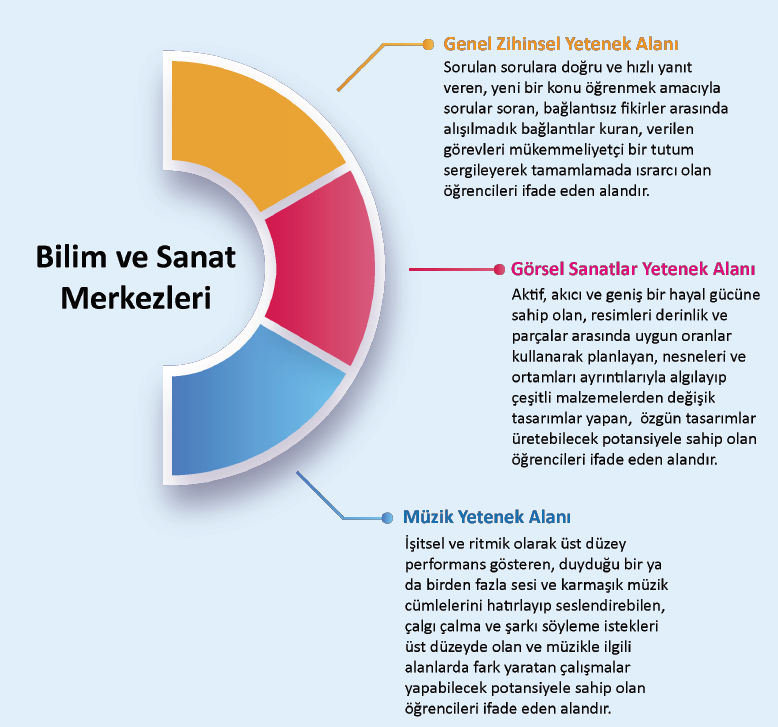 Bilim ve Sanat
Merkezleri
Genel Zihinsel Yetenek Alanı
Sorulan sorulara doğru ve hızlı yanıt
veren, yeni bir konu öğrenmek amacıyla
sorular soran, bağlantısız fikirler arasında
alışılmadık bağlantılar kuran, verilen
görevleri mükemmeliyetçi bir tutum
sergileyerek tamamlamada ısrarcı olan
öğrencileri ifade eden alandır.
Görsel Sanatlar Yetenek Alanı
Aktif, akıcı ve geniş bir hayal gücüne
sahip olan, resimleri derinlik ve
parçalar arasında uygun oranlar
kullanarak planlayan, nesneleri ve
ortamları ayrıntılarıyla algılayıp
çeşitli malzemelerden değişik
tasarımlar yapan, özgün tasarımlar
üretebilecek potansiyele sahip olan
öğrencileri ifade eden alandır.
Müzik Yetenek Alanı
İşitsel ve ritmik olarak üst düzey
performans gösteren, duyduğu bir ya
da birden fazla sesi ve karmaşık müzik
cümlelerini hatırlayıp seslendirebilen,
çalgı çalma ve şarkı söyleme istekleri
üst düzeyde olan ve müzikle ilgili
alanlarda fark yaratan çalışmalar
yapabilecek potansiyele sahip olan
öğrencileri ifade eden alandır.